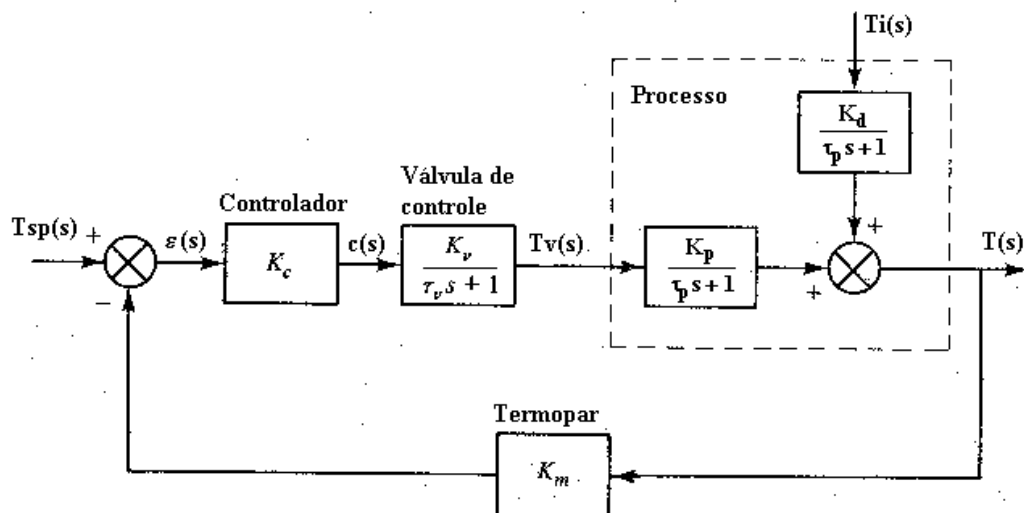 Ti(s)
Processo
K_d
τ_p s+1
Válvula de
controle
Controlador
Tsp(s)
+
ε(s)
K_c
c(s)
K_v
τ_v s + 1
Tv(s)
K_p
τ_p s+1
+
+
T(s)
−
Termopar
K_m